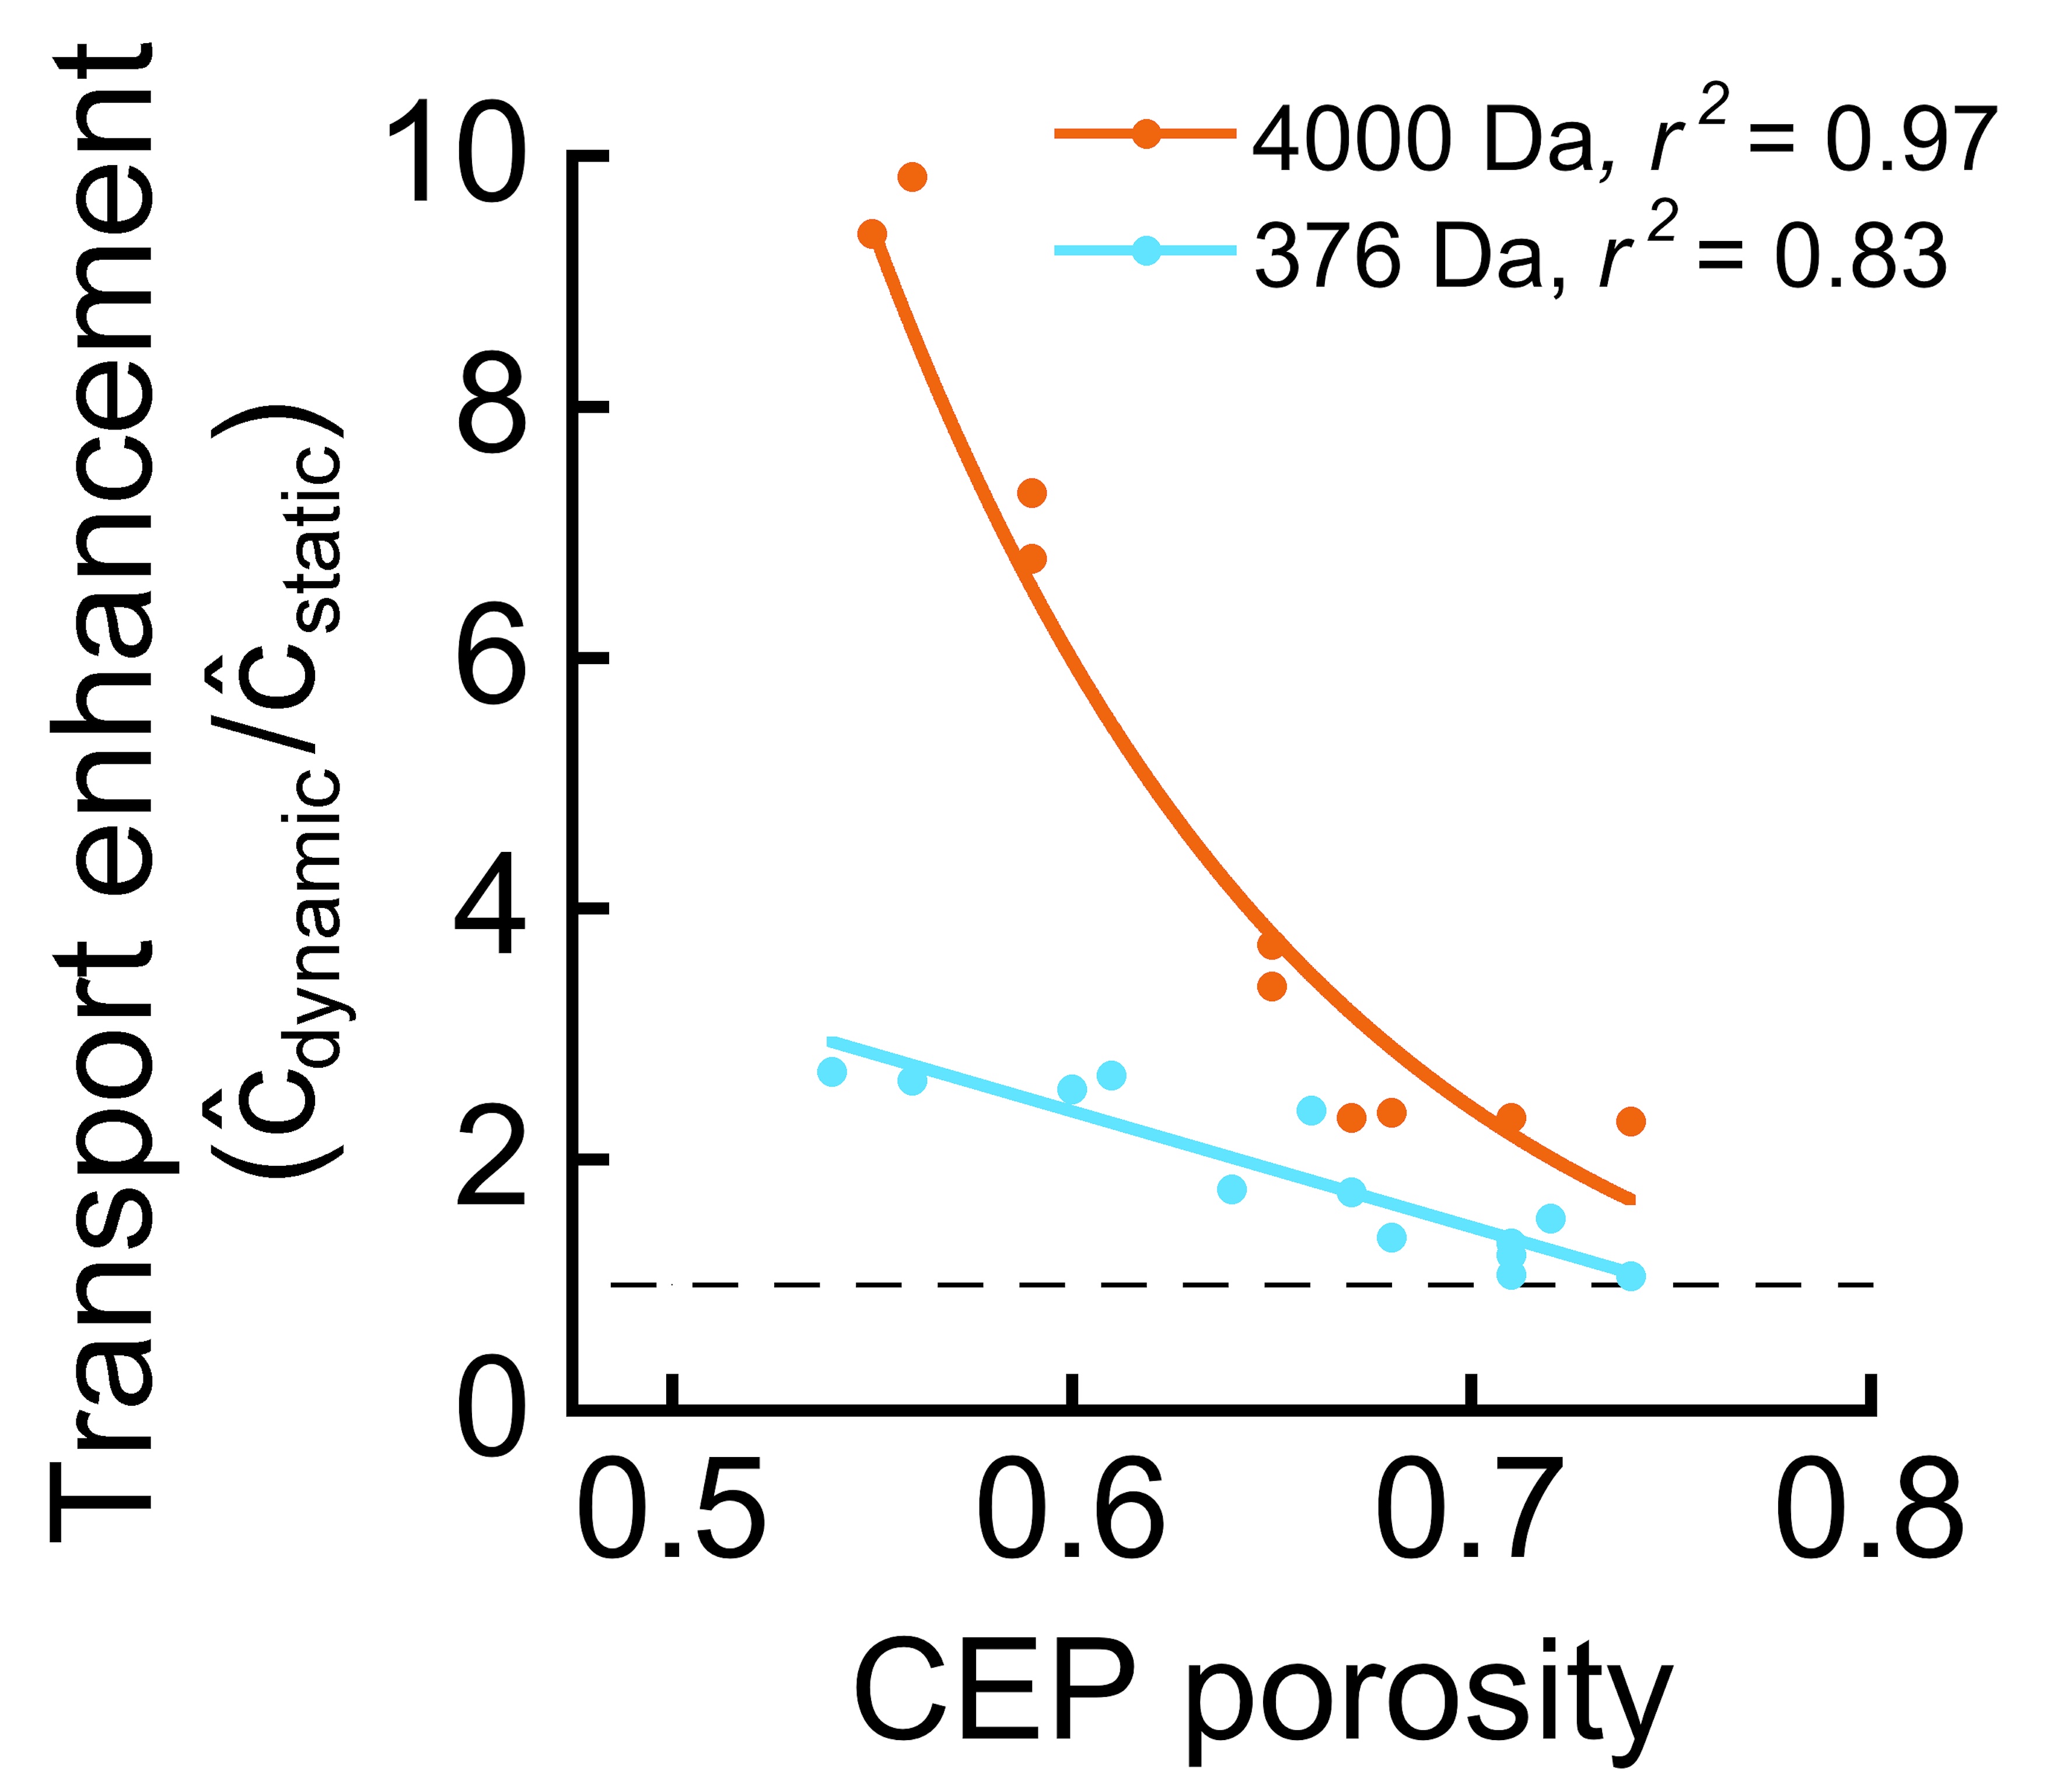 Transport enhancement
(ĉdynamic/ĉstatic)
10
8
6
4
2
0
4000 Da, r² = 0.97
376 Da, r² = 0.83
0.5 0.6 0.7 0.8
CEP porosity